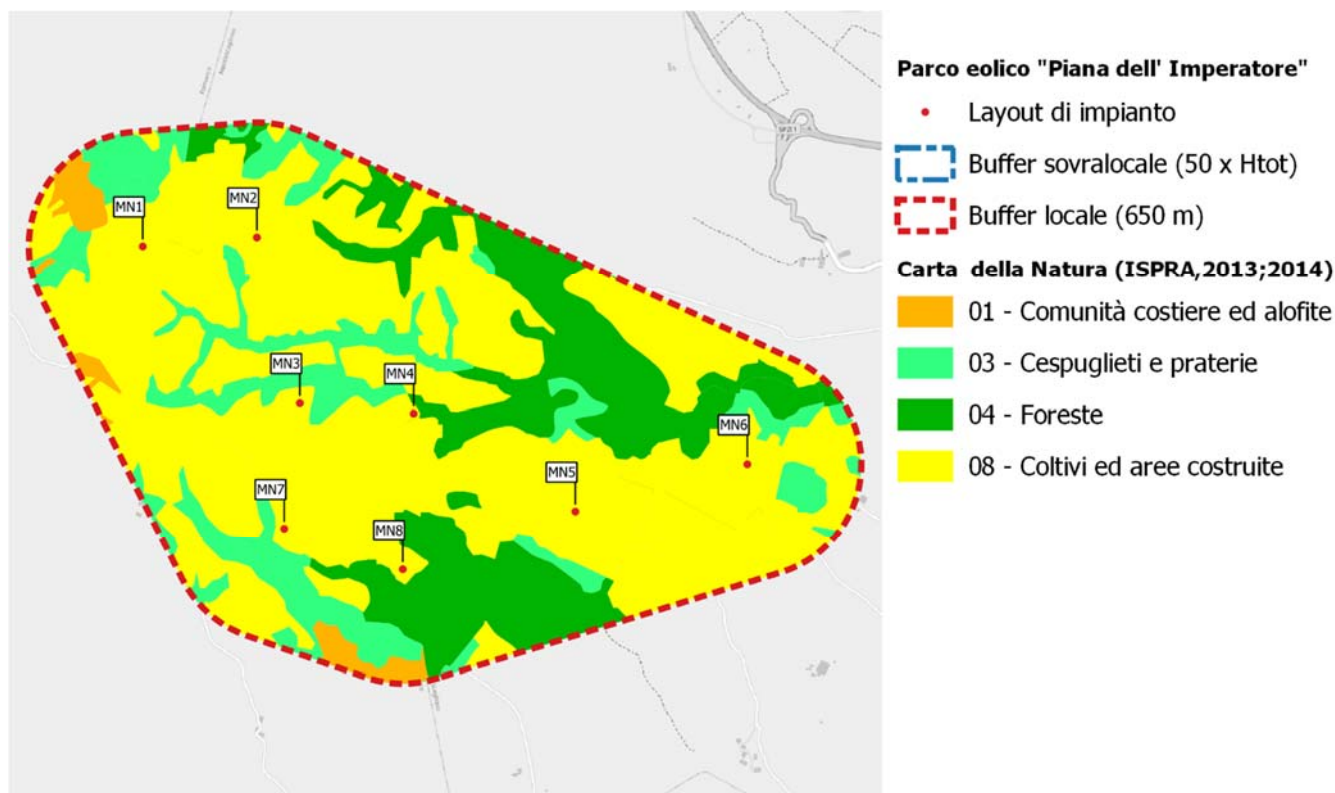 MN1
MN2
MN3
MN4
MN5
MN6
MN7
MN8
Parco eolico "Piana dell' Imperatore"
Layout di impianto
Buffer sovralocale (50 x Htot)
Buffer locale (650 m)
Carta della Natura (ISPRA,2013;2014)
01 - Comunità costiere ed alofite
03 - Cespuglieti e praterie
04 - Foreste
08 - Coltivi ed aree costruite